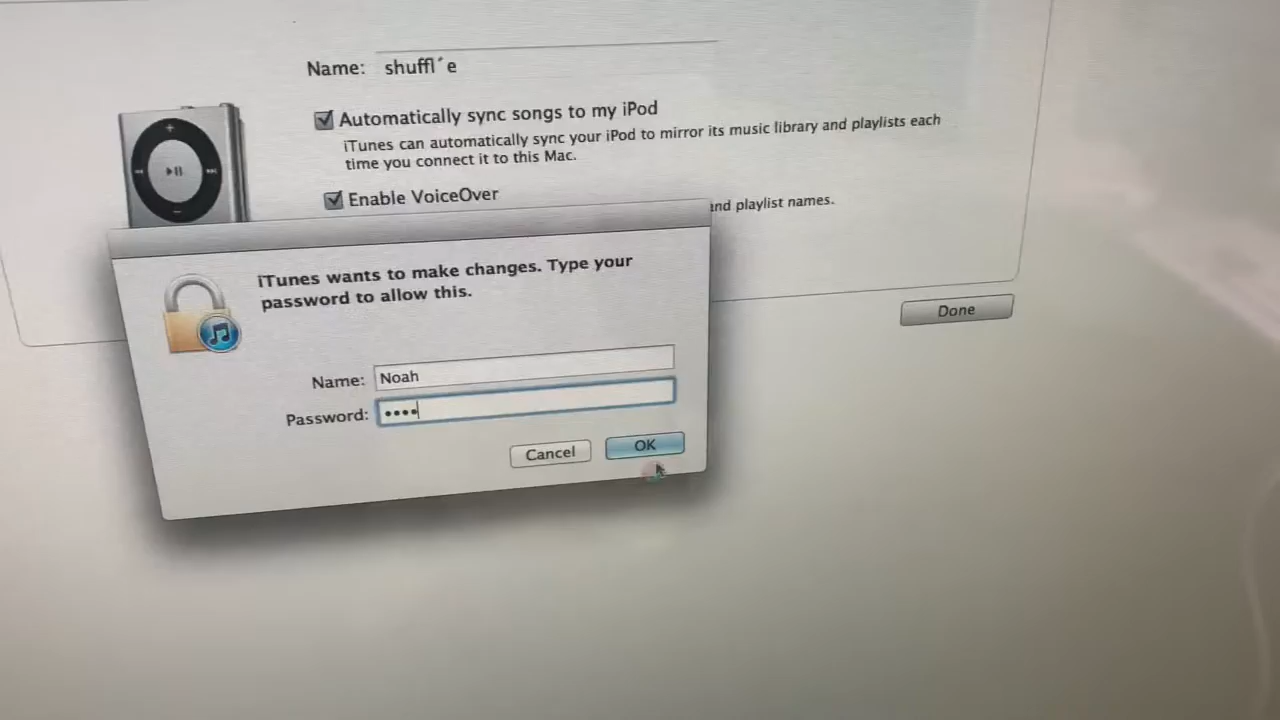 Name: shuffl´e
Automatically sync songs to my iPod
iTunes can automatically sync your iPod to mirror its music library and playlists each
time you connect it to this Mac.
Enable VoiceOver
and playlist names.
iTunes wants to make changes. Type your
password to allow this.
Name: Noah
Password: ••••
Cancel
OK
Done